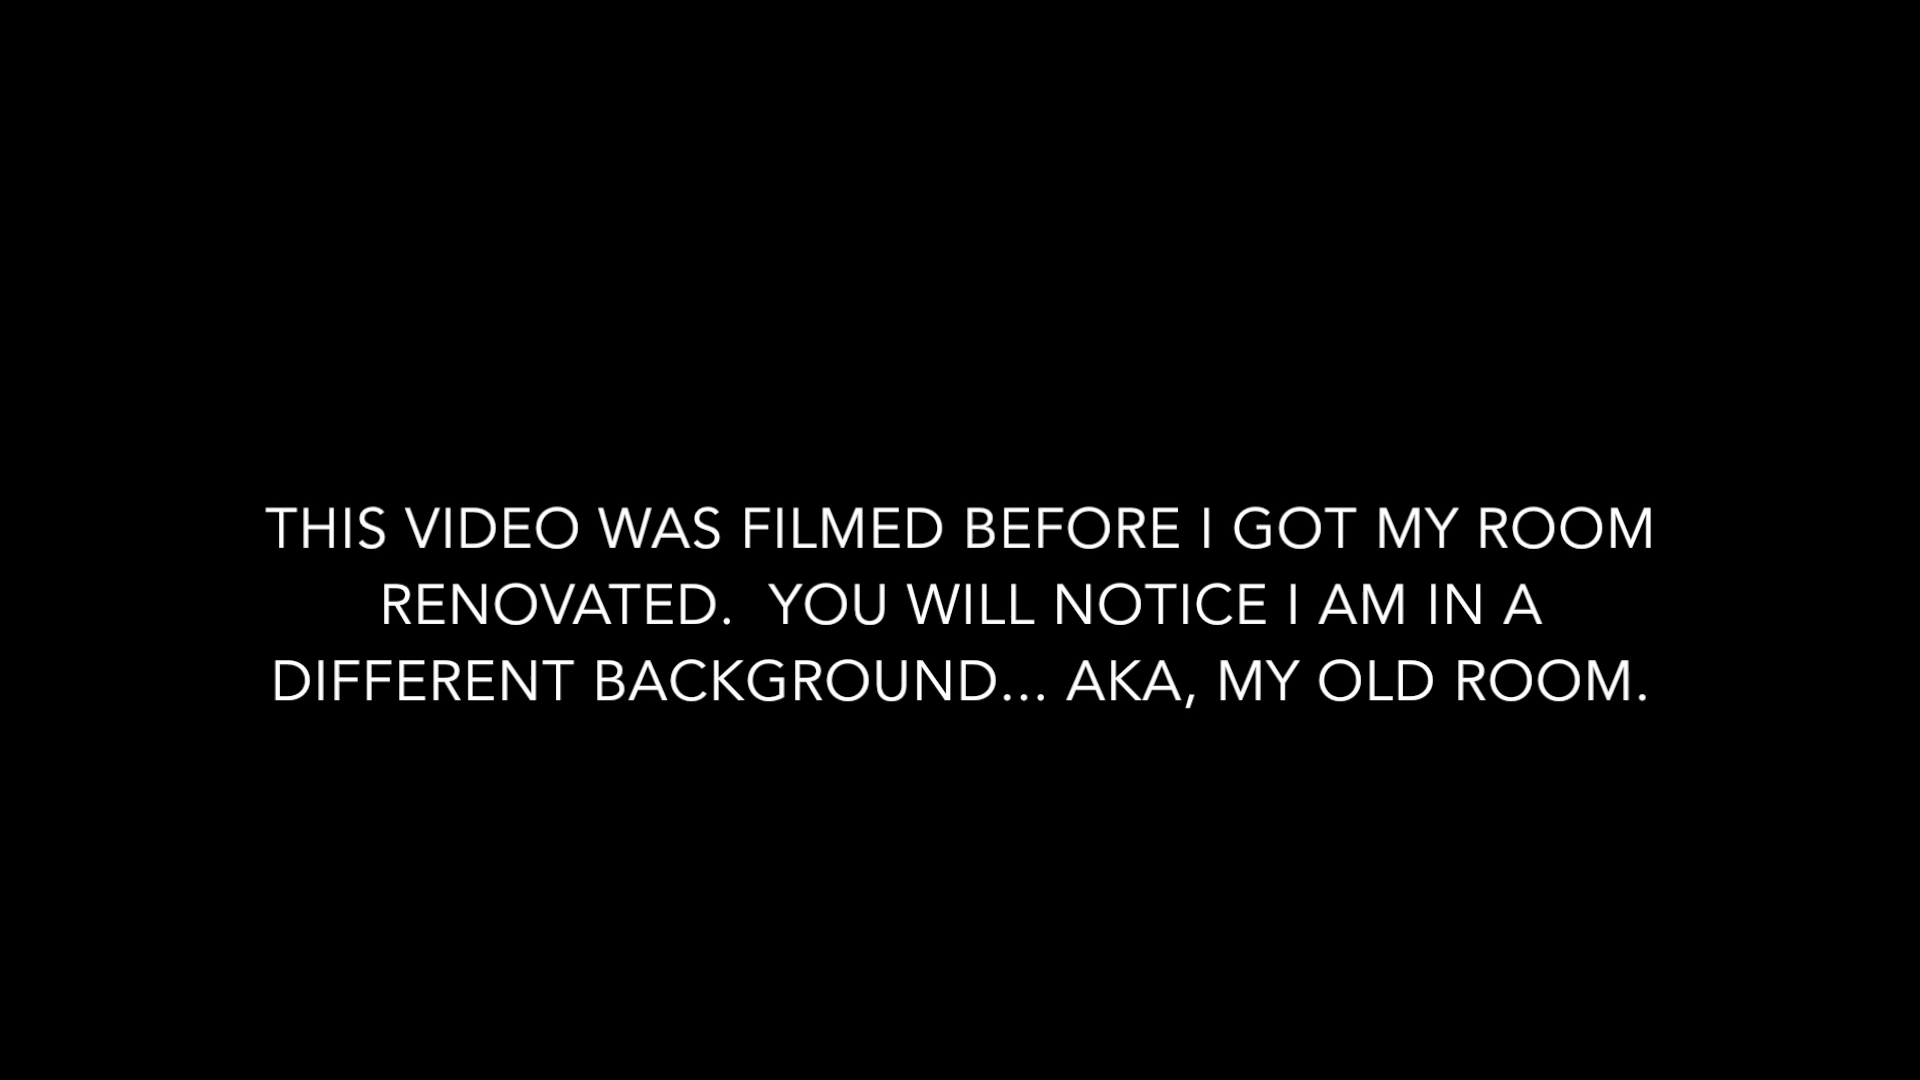 THIS VIDEO WAS FILMED BEFORE I GOT MY ROOM
RENOVATED.  YOU WILL NOTICE I AM IN A
DIFFERENT BACKGROUND... AKA, MY OLD ROOM.